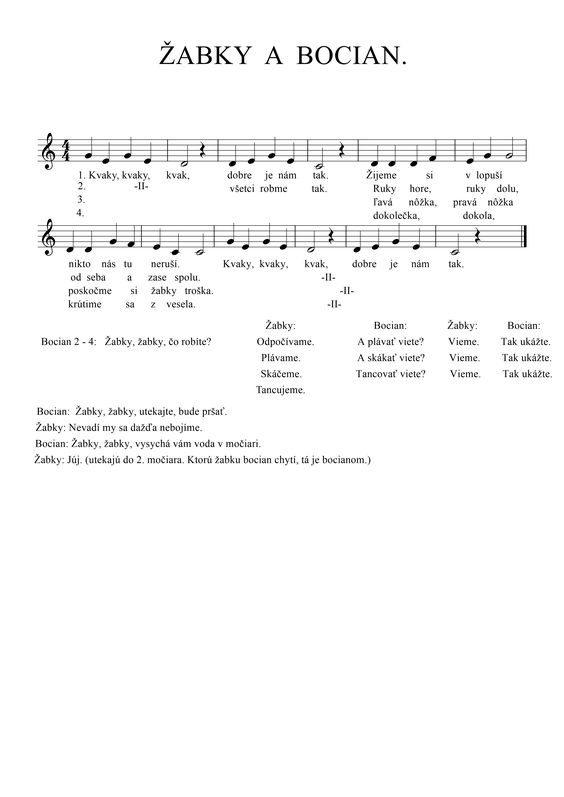 ŽABKY A BOCIAN.
1. Kvaky, kvaky, kvak, dobre je nám tak. Žijeme si v lopuší
2. -II- všetci robme tak. Ruky hore, ruky dolu,
3. ľavá nôžka, pravá nôžka
4. dokolečka, dokola,
nikto nás tu neruší. Kvaky, kvaky, kvak, dobre je nám tak.
od seba a zase spolu. -II-
poskočme si žabky troška. -II-
krútime sa z vesela. -II-
Žabky: Bocian: Žabky: Bocian:
Bocian 2 - 4: Žabky, žabky, čo robíte? Odpočívame. A plávať viete? Vieme. Tak ukážte.
Plávame. A skákať viete? Vieme. Tak ukážte.
Skáčeme. Tancovať viete? Vieme. Tak ukážte.
Tancujeme.
Bocian: Žabky, žabky, utekajte, bude pršať.
Žabky: Nevadí my sa dažďa nebojíme.
Bocian: Žabky, žabky, vysychá vám voda v močiari.
Žabky: Júj. (utekajú do 2. močiara. Ktorú žabku bocian chytí, tá je bocianom.)